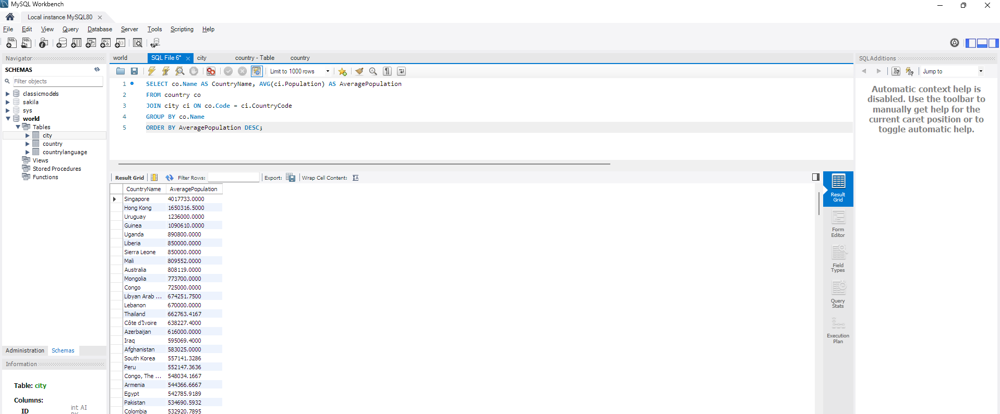 MySQL Workbench
Local instance MySQL80
File Edit View Query Database Server Tools Scripting Help
Navigator
SCHEMAS
Filter objects
classicmodels
sakila
sys
world
Tables
city
country
countrylanguage
Views
Stored Procedures
Functions
Administration Schemas
Information
Table: city
Columns:
ID int AI
PK
world SQL File 6* city country - Table country
Limit to 1000 rows
1 SELECT co.Name AS CountryName, AVG(ci.Population) AS AveragePopulation
2 FROM country co
3 JOIN city ci ON co.Code = ci.CountryCode
4 GROUP BY co.Name
5 ORDER BY AveragePopulation DESC;
Result Grid Filter Rows: Export: Wrap Cell Content:
CountryName AveragePopulation
Singapore 4017733.0000
Hong Kong 1650316.5000
Uruguay 1236000.0000
Guinea 1090610.0000
Uganda 890800.0000
Liberia 850000.0000
Sierra Leone 850000.0000
Mali 809552.0000
Australia 808119.0000
Mongolia 773700.0000
Congo 725000.0000
Libyan Arab ... 674251.7500
Lebanon 670000.0000
Thailand 662763.4167
Côte d'Ivoire 638227.4000
Azerbaijan 616000.0000
Iraq 595069.4000
Afghanistan 583025.0000
South Korea 557141.3286
Peru 552147.3636
Congo, The ... 548034.1667
Armenia 544366.6667
Egypt 542785.9189
Pakistan 534690.5932
Colombia 532920.7895
Result
Grid
Form
Editor
Field
Types
Query
Stats
Execution
Plan
SQLAdditions
Jump to
Automatic context help is
disabled. Use the toolbar to
manually get help for the
current caret position or to
toggle automatic help.